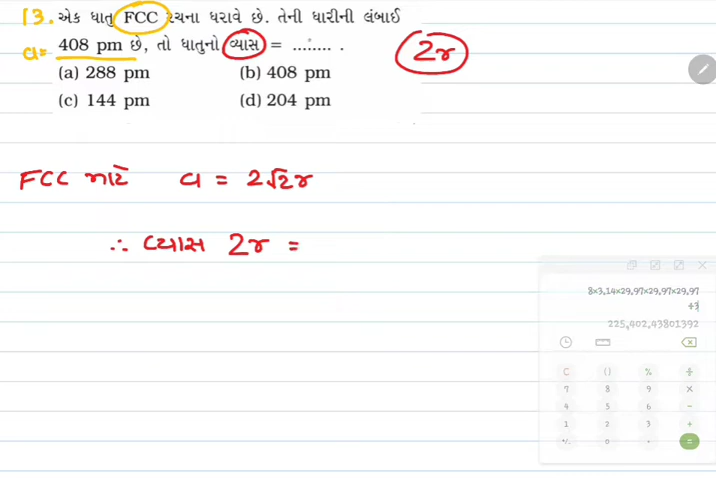 13. એક ધાતુ FCC રચના ધરાવે છે. તેની ધારીની લંબાઈ
a= 408 pm છે, તો ધાતુનો વ્યાસ = ........ . 2r
(a) 288 pm (b) 408 pm
(c) 144 pm (d) 204 pm
FCC માટે a = 2√2r
∴ વ્યાસ 2r =
8×3.14×29.97×29.97×29.97
÷3
225,402.43801392
C () % ÷
7 8 9 ×
4 5 6 −
1 2 3 +
+/- 0 . =